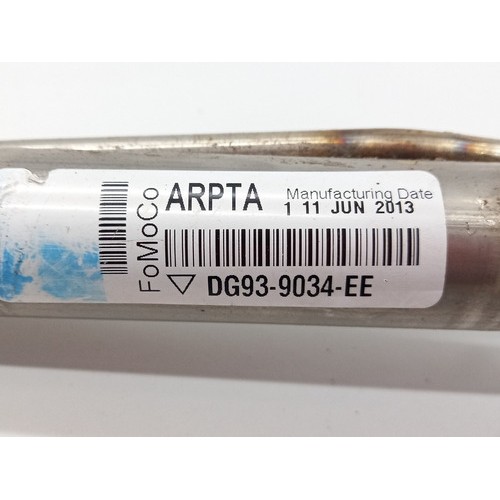 FoMoCo
ARPTA
Manufacturing Date
1 11 JUN 2013
DG93-9034-EE